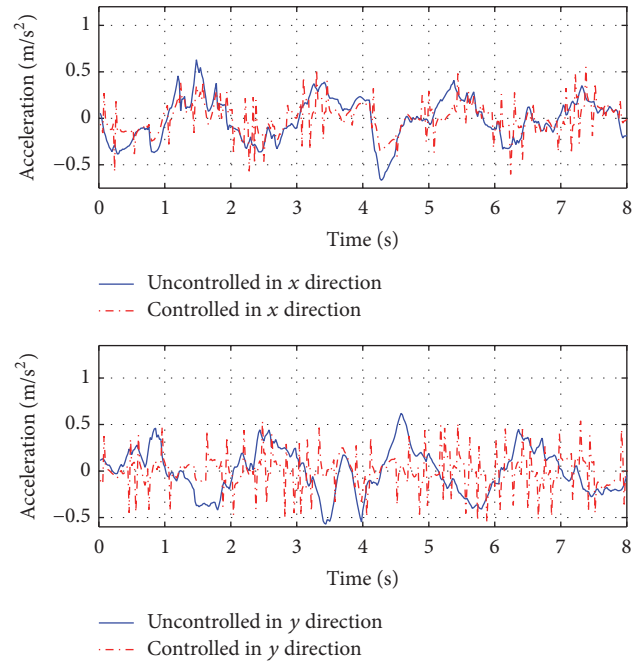 Acceleration (m/s²)
1
0.5
0
−0.5
0 1 2 3 4 5 6 7 8
Time (s)
Uncontrolled in x direction
Controlled in x direction
Acceleration (m/s²)
1
0.5
0
−0.5
0 1 2 3 4 5 6 7 8
Time (s)
Uncontrolled in y direction
Controlled in y direction